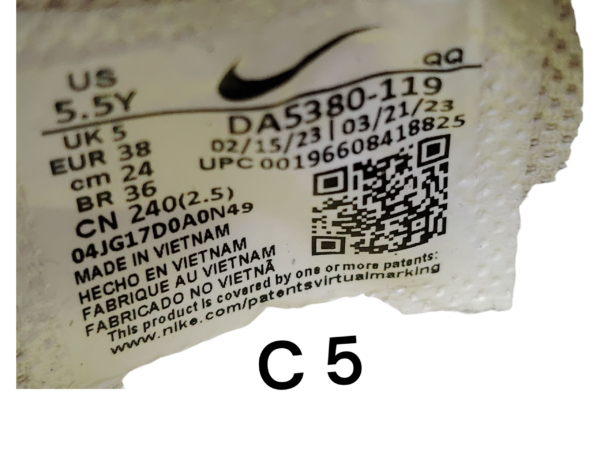 US
5.5Y
QQ
UK 5
EUR 38
cm 24
BR 36
CN 240(2.5)
DA5380-119
02/15/23 | 03/21/23
UPC 00196608418825
04JG17D0A0N49
MADE IN VIETNAM
HECHO EN VIETNAM
FABRIQUE AU VIETNAM
FABRICADO NO VIETNÃ
This product is covered by one or more patents:
www.nike.com/patentsvirtualmarking
C 5